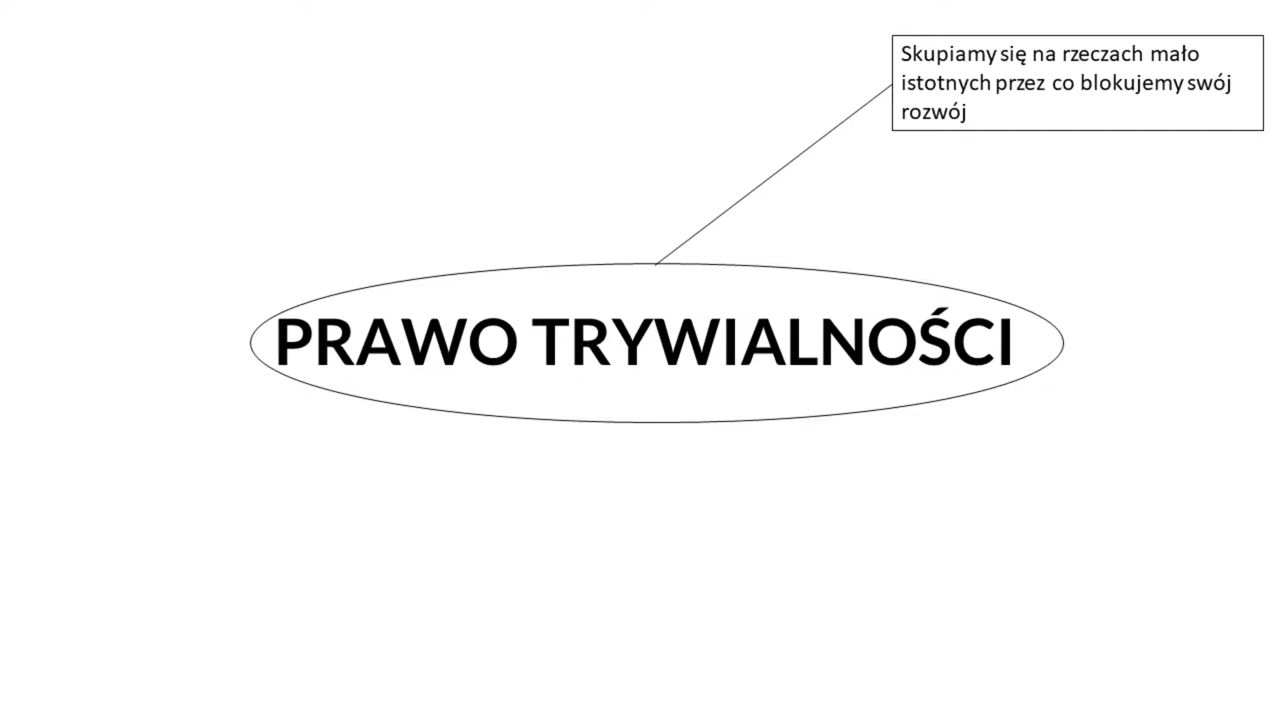 Skupiamy się na rzeczach mało
istotnych przez co blokujemy swój
rozwój
PRAWO TRYWIALNOŚCI